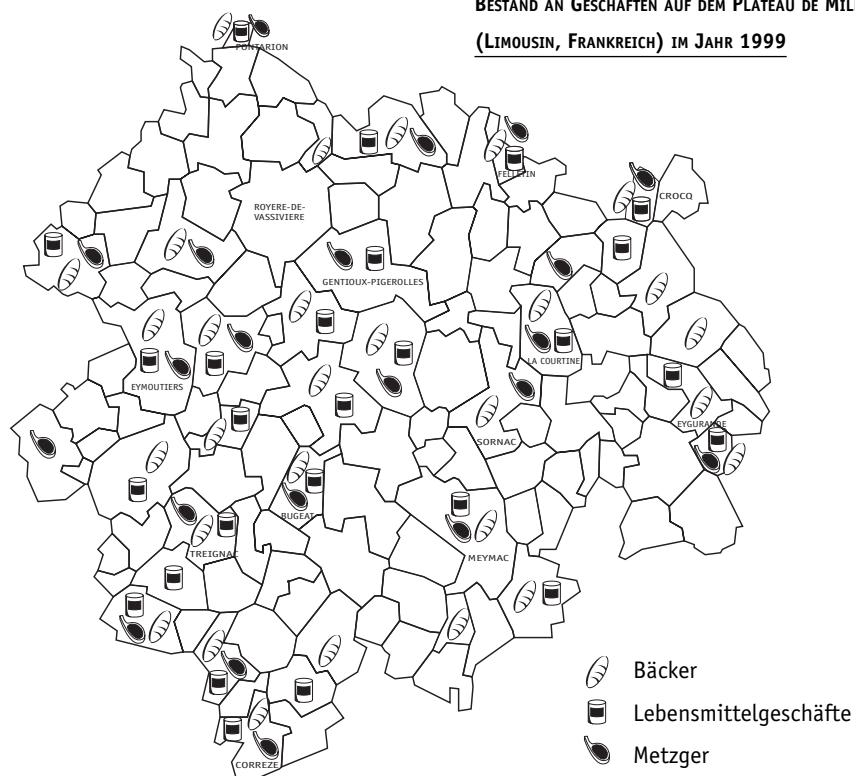 BESTAND AN GESCHÄFTEN AUF DEM PLATEAU DE
(LIMOUSIN, FRANKREICH) IM JAHR 1999
PONTARION
FELLETIN
CROCQ
ROYERE-DE-
VASSIVIERE
GENTIOUX-PIGEROLLES
LA COURTINE
EYMOUTIERS
EYGURANDE
SORNAC
BUGEAT
TREIGNAC
MEYMAC
CORREZE
Bäcker
Lebensmittelgeschäfte
Metzger